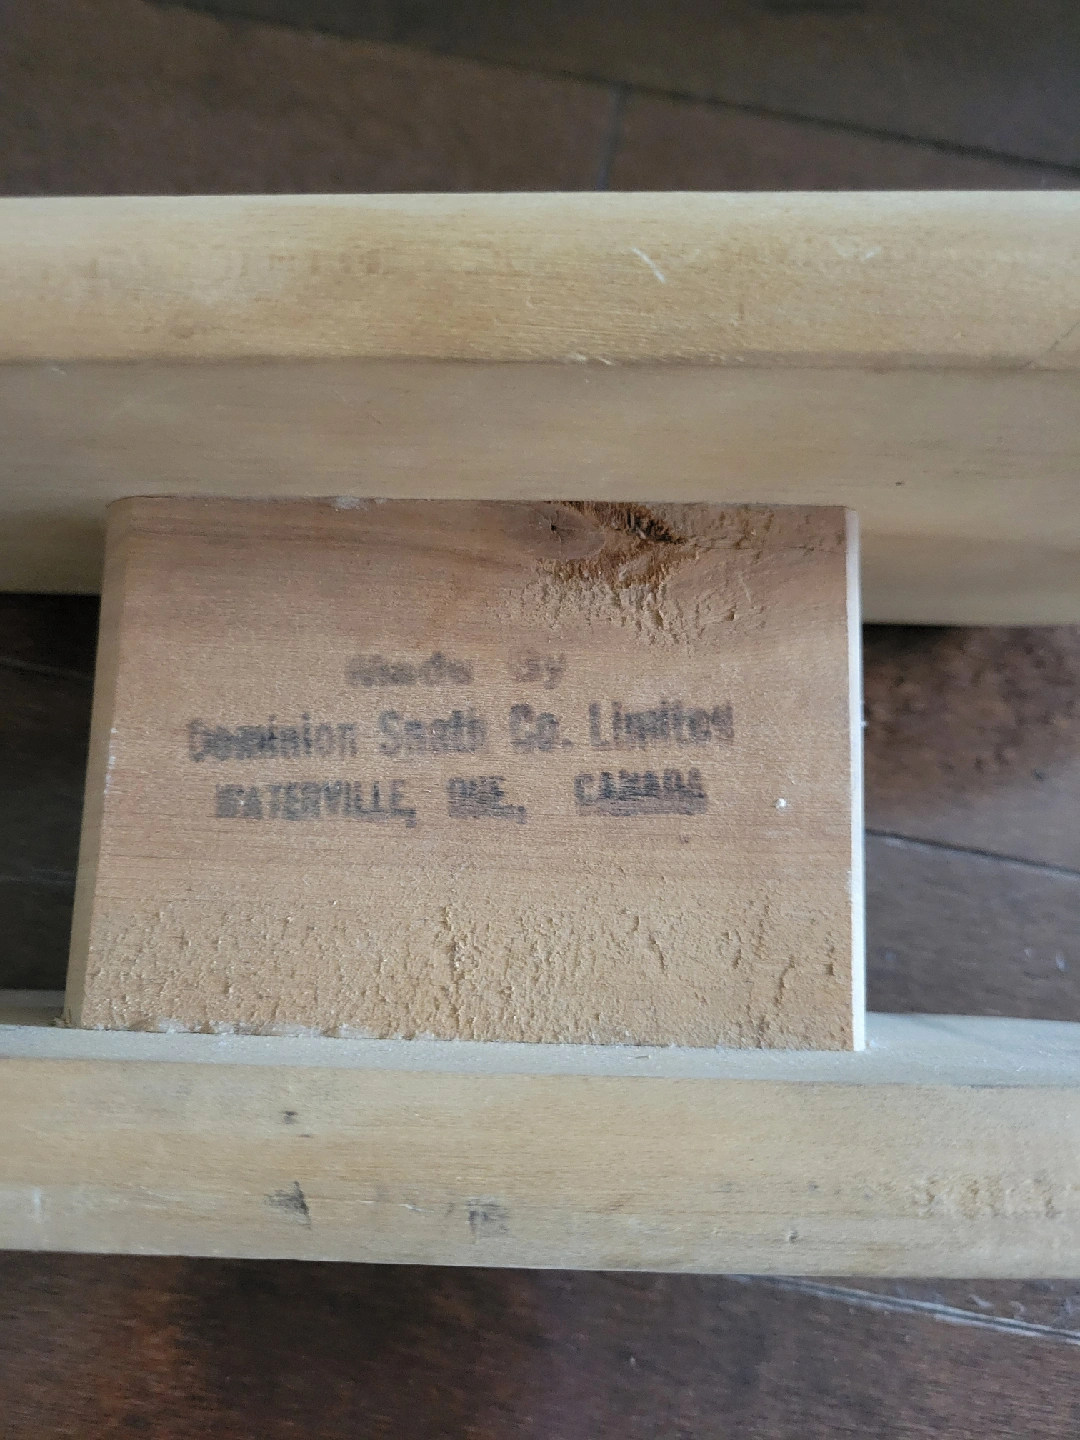 Made By
Dominion Snath Co. Limited
WATERVILLE, QUE., CANADA